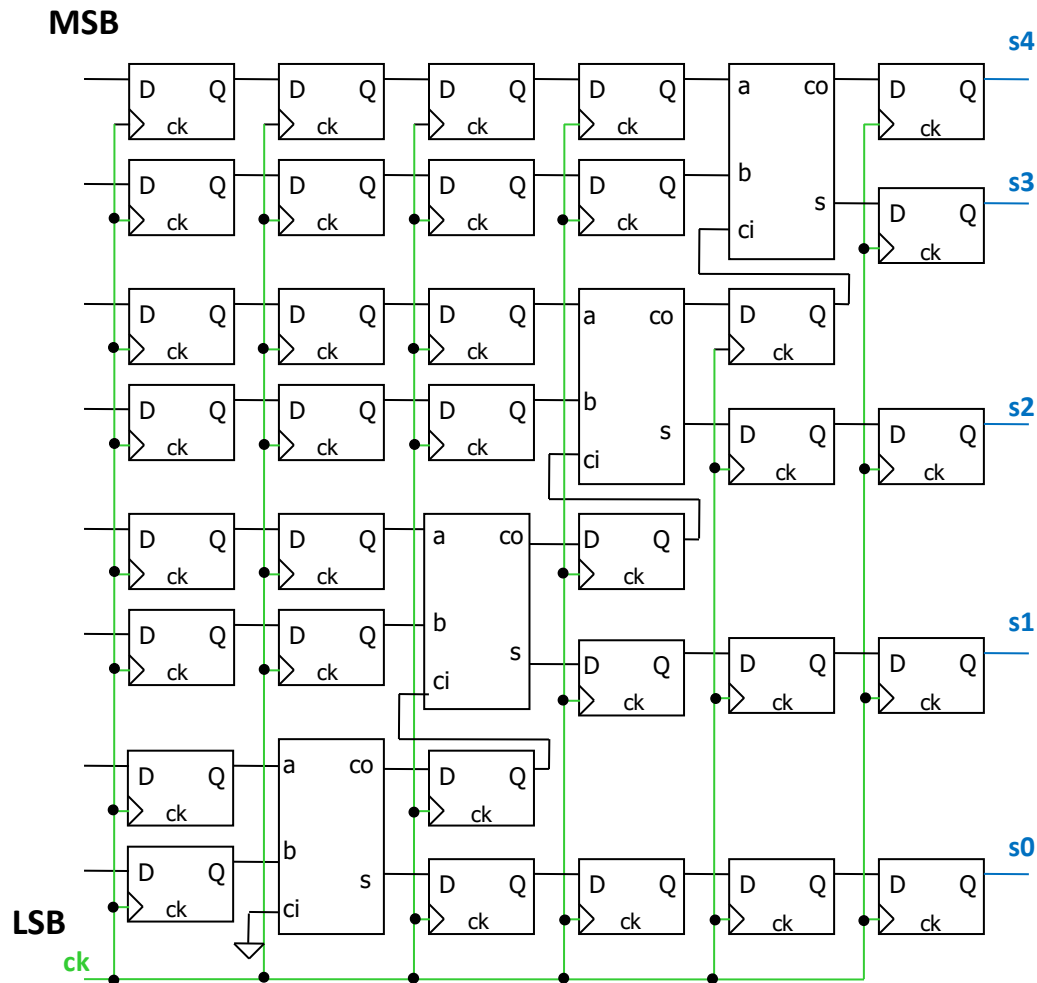 MSB
s4
D Q D Q D Q D Q a co D Q
ck ck ck ck ck
s3
D Q D Q D Q D Q b
s D Q
ck ck ck ck ci ck
D Q D Q D Q a co D Q
ck ck ck ck
s2
D Q D Q D Q b
s D Q D Q
ck ck ck ci ck ck
D Q D Q a co D Q
ck ck ck
s1
D Q D Q b
s D Q D Q D Q
ck ck ci ck ck ck
D Q a co D Q
ck ck
s0
D Q b
s D Q D Q D Q D Q
ck ci ck ck ck ck
LSB
ck